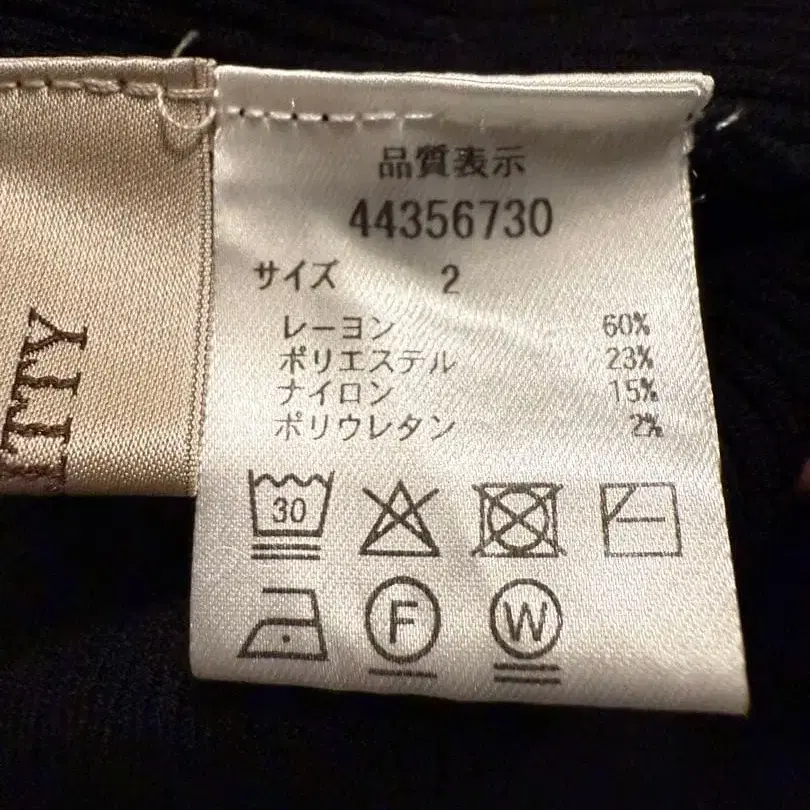 品質表示
44356730
サイズ 2
レーヨン 60%
ポリエステル 23%
ナイロン 15%
ポリウレタン 2%
30
F W